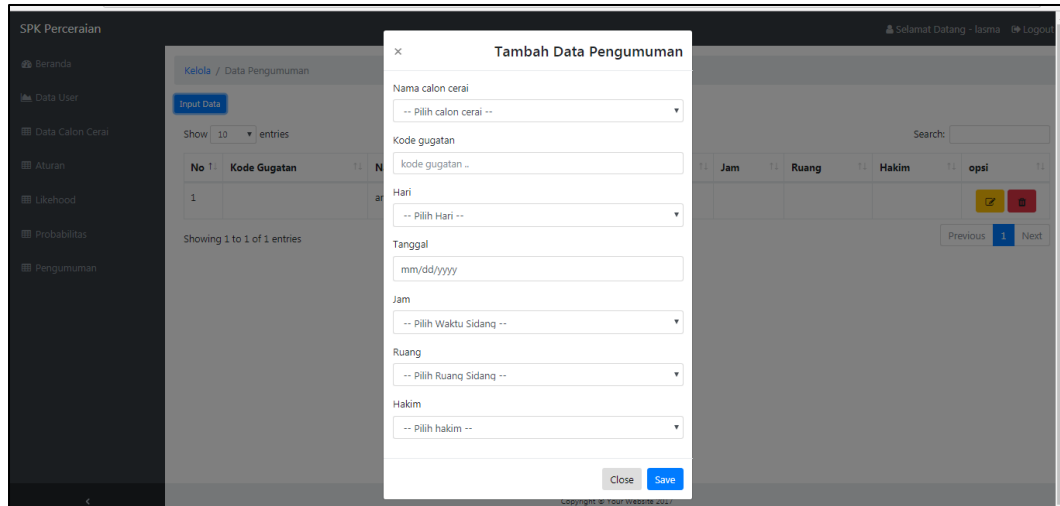 SPK Perceraian
Selamat Datang - lasma Logout
Beranda
Data User
Data Calon Cerai
Aturan
Likehood
Probabilitas
Pengumuman
Kelola / Data Pengumuman
Input Data
Show 10 entries
Search:
No Kode Gugatan Jam Ruang Hakim opsi
1
Showing 1 to 1 of 1 entries
Previous 1 Next
× Tambah Data Pengumuman
Nama calon cerai
-- Pilih calon cerai --
Kode gugatan
kode gugatan ..
Hari
-- Pilih Hari --
Tanggal
mm/dd/yyyy
Jam
-- Pilih Waktu Sidang --
Ruang
-- Pilih Ruang Sidang --
Hakim
-- Pilih hakim --
Close Save
Copyright © Your Website 2017